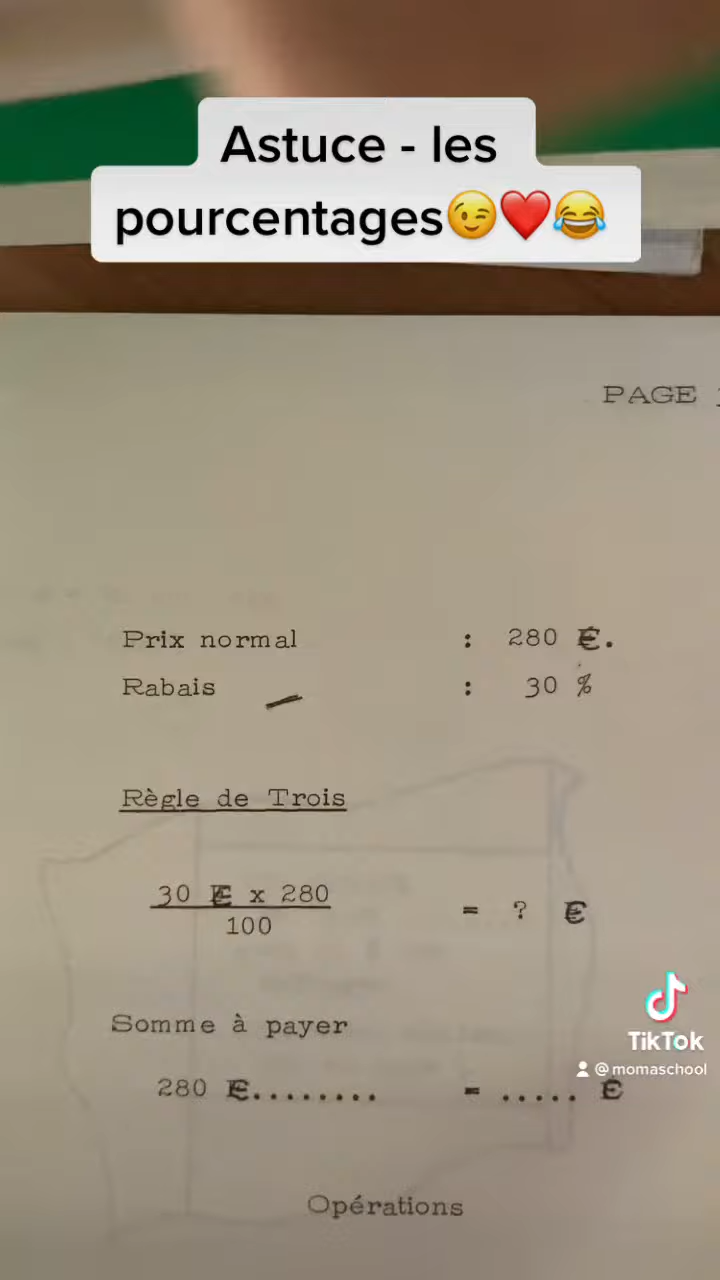 Astuce - les
pourcentages😉❤️😂
PAGE
Prix normal : 280 €.
Rabais : 30 %
Règle de Trois
30 € x 280
100
= ? €
Somme à payer
280 €........ = ..... €
Opérations
TikTok
@momaschool